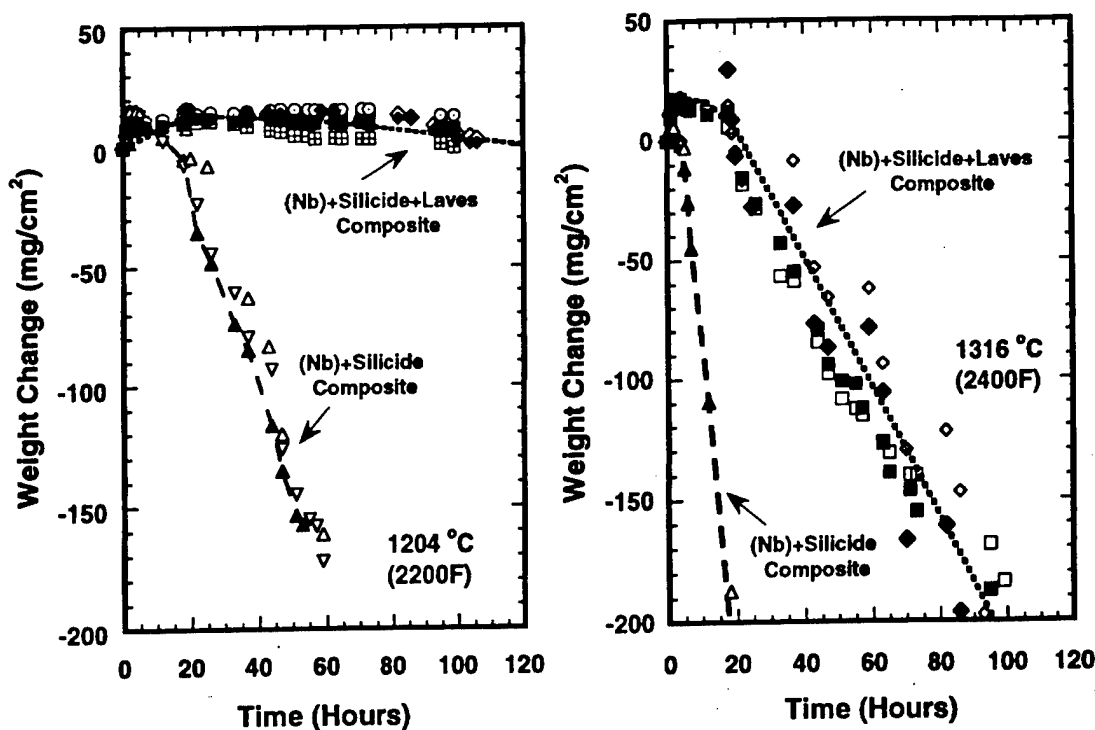 50
0
-50
-100
-150
-200
0 20 40 60 80 100 120
Weight Change (mg/cm²)
Time (Hours)
(Nb)+Silicide+Laves
Composite
(Nb)+Silicide
Composite
1204 °C
(2200F)
50
0
-50
-100
-150
-200
0 20 40 60 80 100 120
Weight Change (mg/cm²)
Time (Hours)
(Nb)+Silicide+Laves
Composite
1316 °C
(2400F)
(Nb)+Silicide
Composite